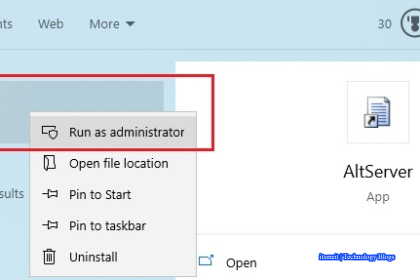 nts Web More 30
Run as administrator
Open file location
Pin to Start
Pin to taskbar
Uninstall
sults
AltServer
App
Open
itsmeit | Technology Blogs